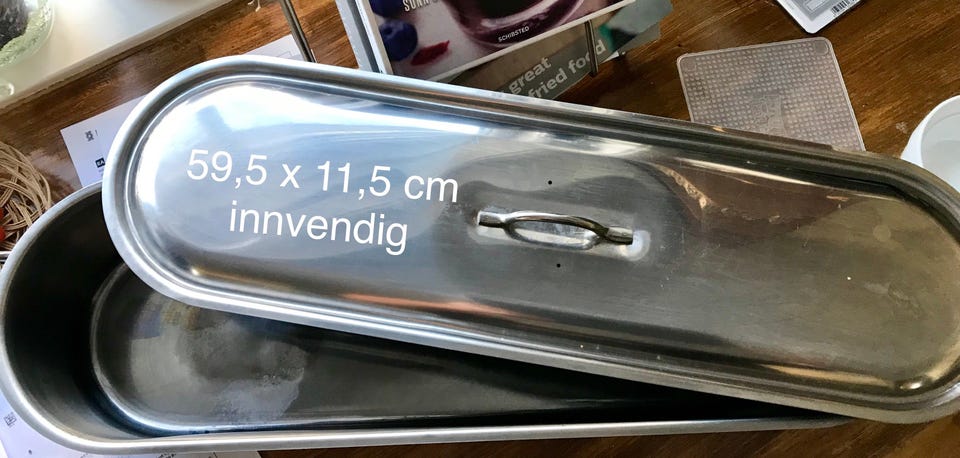 SCHIBSTED
great
fried food
59,5 x 11,5 cm
innvendig